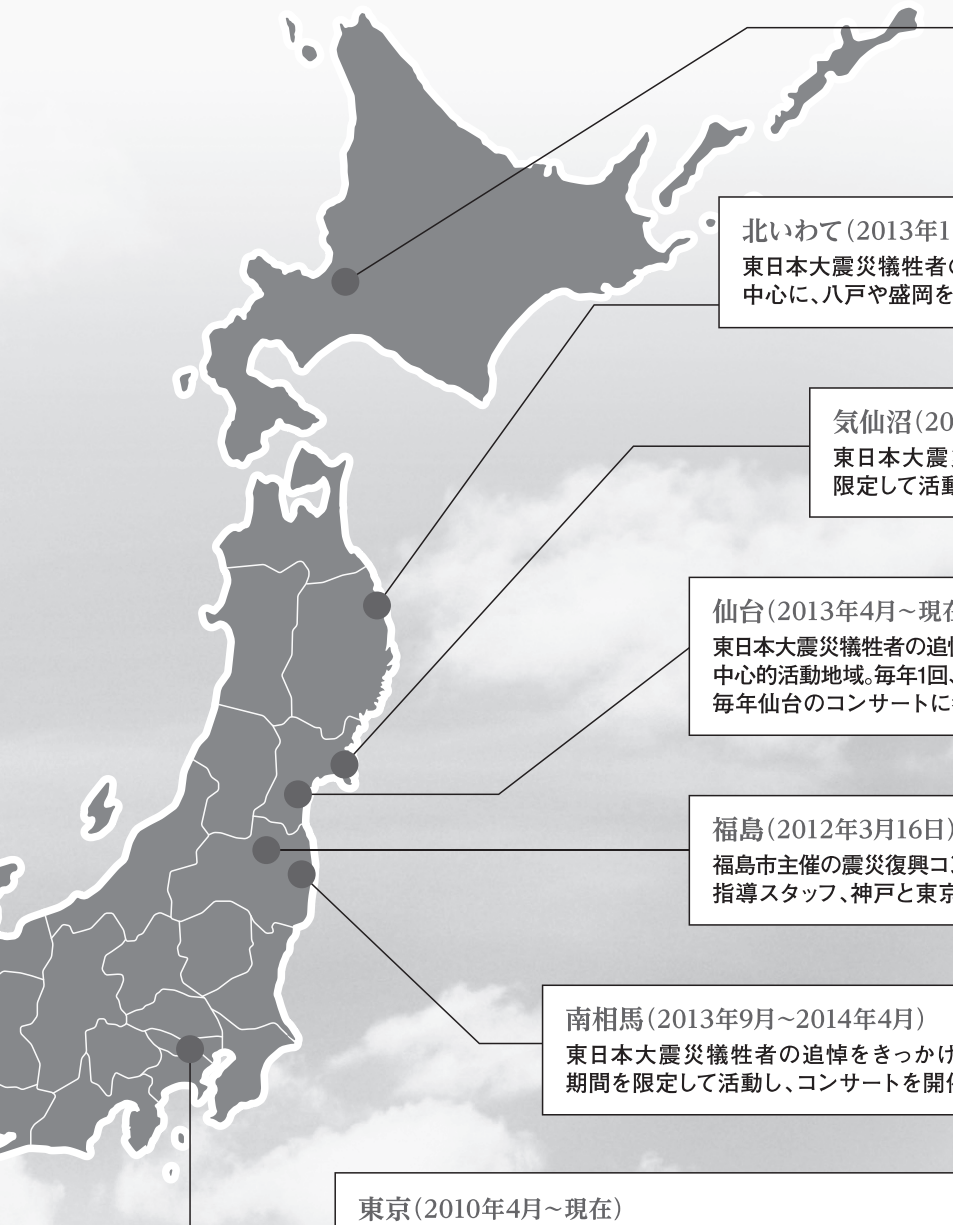 北いわて（2013年1
東日本大震災犠牲者の
中心に、八戸や盛岡を
気仙沼（20
東日本大震
限定して活動
仙台（2013年4月～現在
東日本大震災犠牲者の追悼
中心的活動地域。毎年1回、
毎年仙台のコンサートに
福島（2012年3月16日）
福島市主催の震災復興コン
指導スタッフ、神戸と東京
南相馬（2013年9月～2014年4月）
東日本大震災犠牲者の追悼をきっかけ
期間を限定して活動し、コンサートを開催
東京（2010年4月～現在）